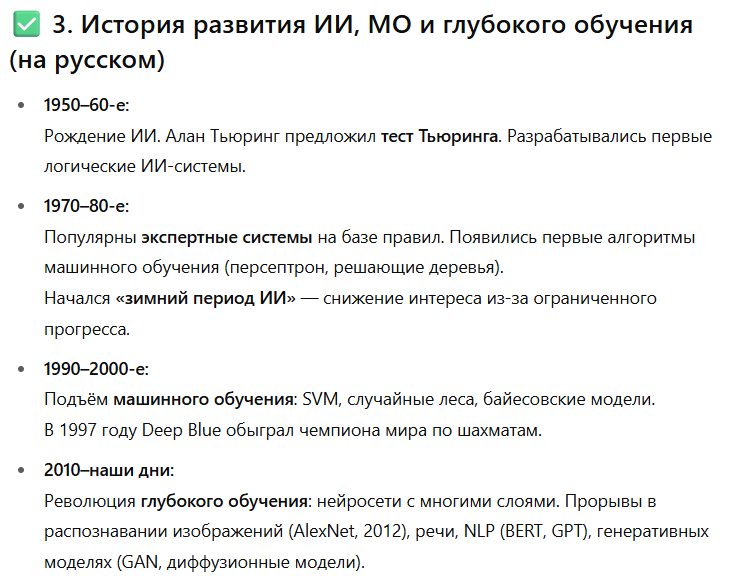 ✅ 3. История развития ИИ, МО и глубокого обучения
(на русском)
• 1950–60-е:
Рождение ИИ. Алан Тьюринг предложил тест Тьюринга. Разрабатывались первые
логические ИИ-системы.
• 1970–80-е:
Популярны экспертные системы на базе правил. Появились первые алгоритмы
машинного обучения (персептрон, решающие деревья).
Начался «зимний период ИИ» — снижение интереса из-за ограниченного
прогресса.
• 1990–2000-е:
Подъём машинного обучения: SVM, случайные леса, байесовские модели.
В 1997 году Deep Blue обыграл чемпиона мира по шахматам.
• 2010–наши дни:
Революция глубокого обучения: нейросети с многими слоями. Прорывы в
распознавании изображений (AlexNet, 2012), речи, NLP (BERT, GPT), генеративных
моделях (GAN, диффузионные модели).